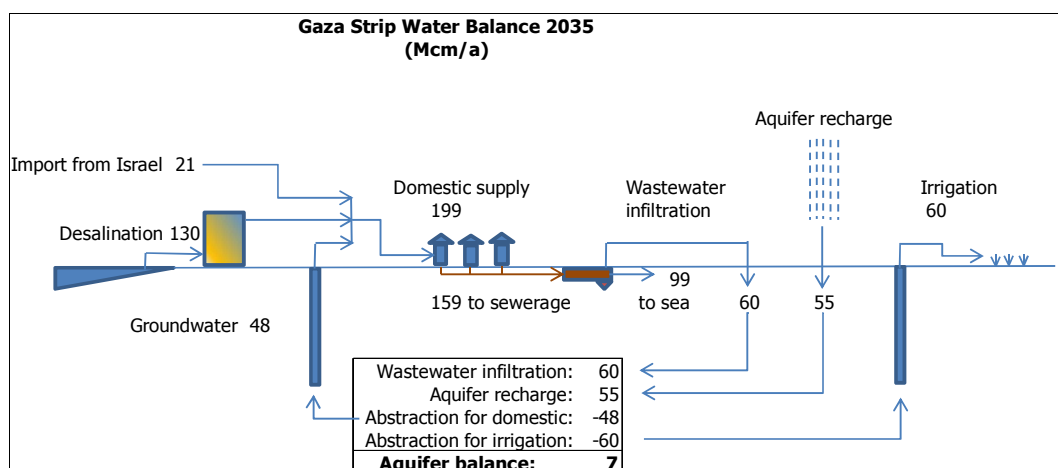 Gaza Strip Water Balance 2035
(Mcm/a)
Aquifer recharge
Import from Israel 21
Domestic supply
199
Wastewater
infiltration
Irrigation
60
Desalination 130
159 to sewerage
99
to sea
60
55
Groundwater 48
Wastewater infiltration: 60
Aquifer recharge: 55
Abstraction for domestic: -48
Abstraction for irrigation: -60
Aquifer balance: 7